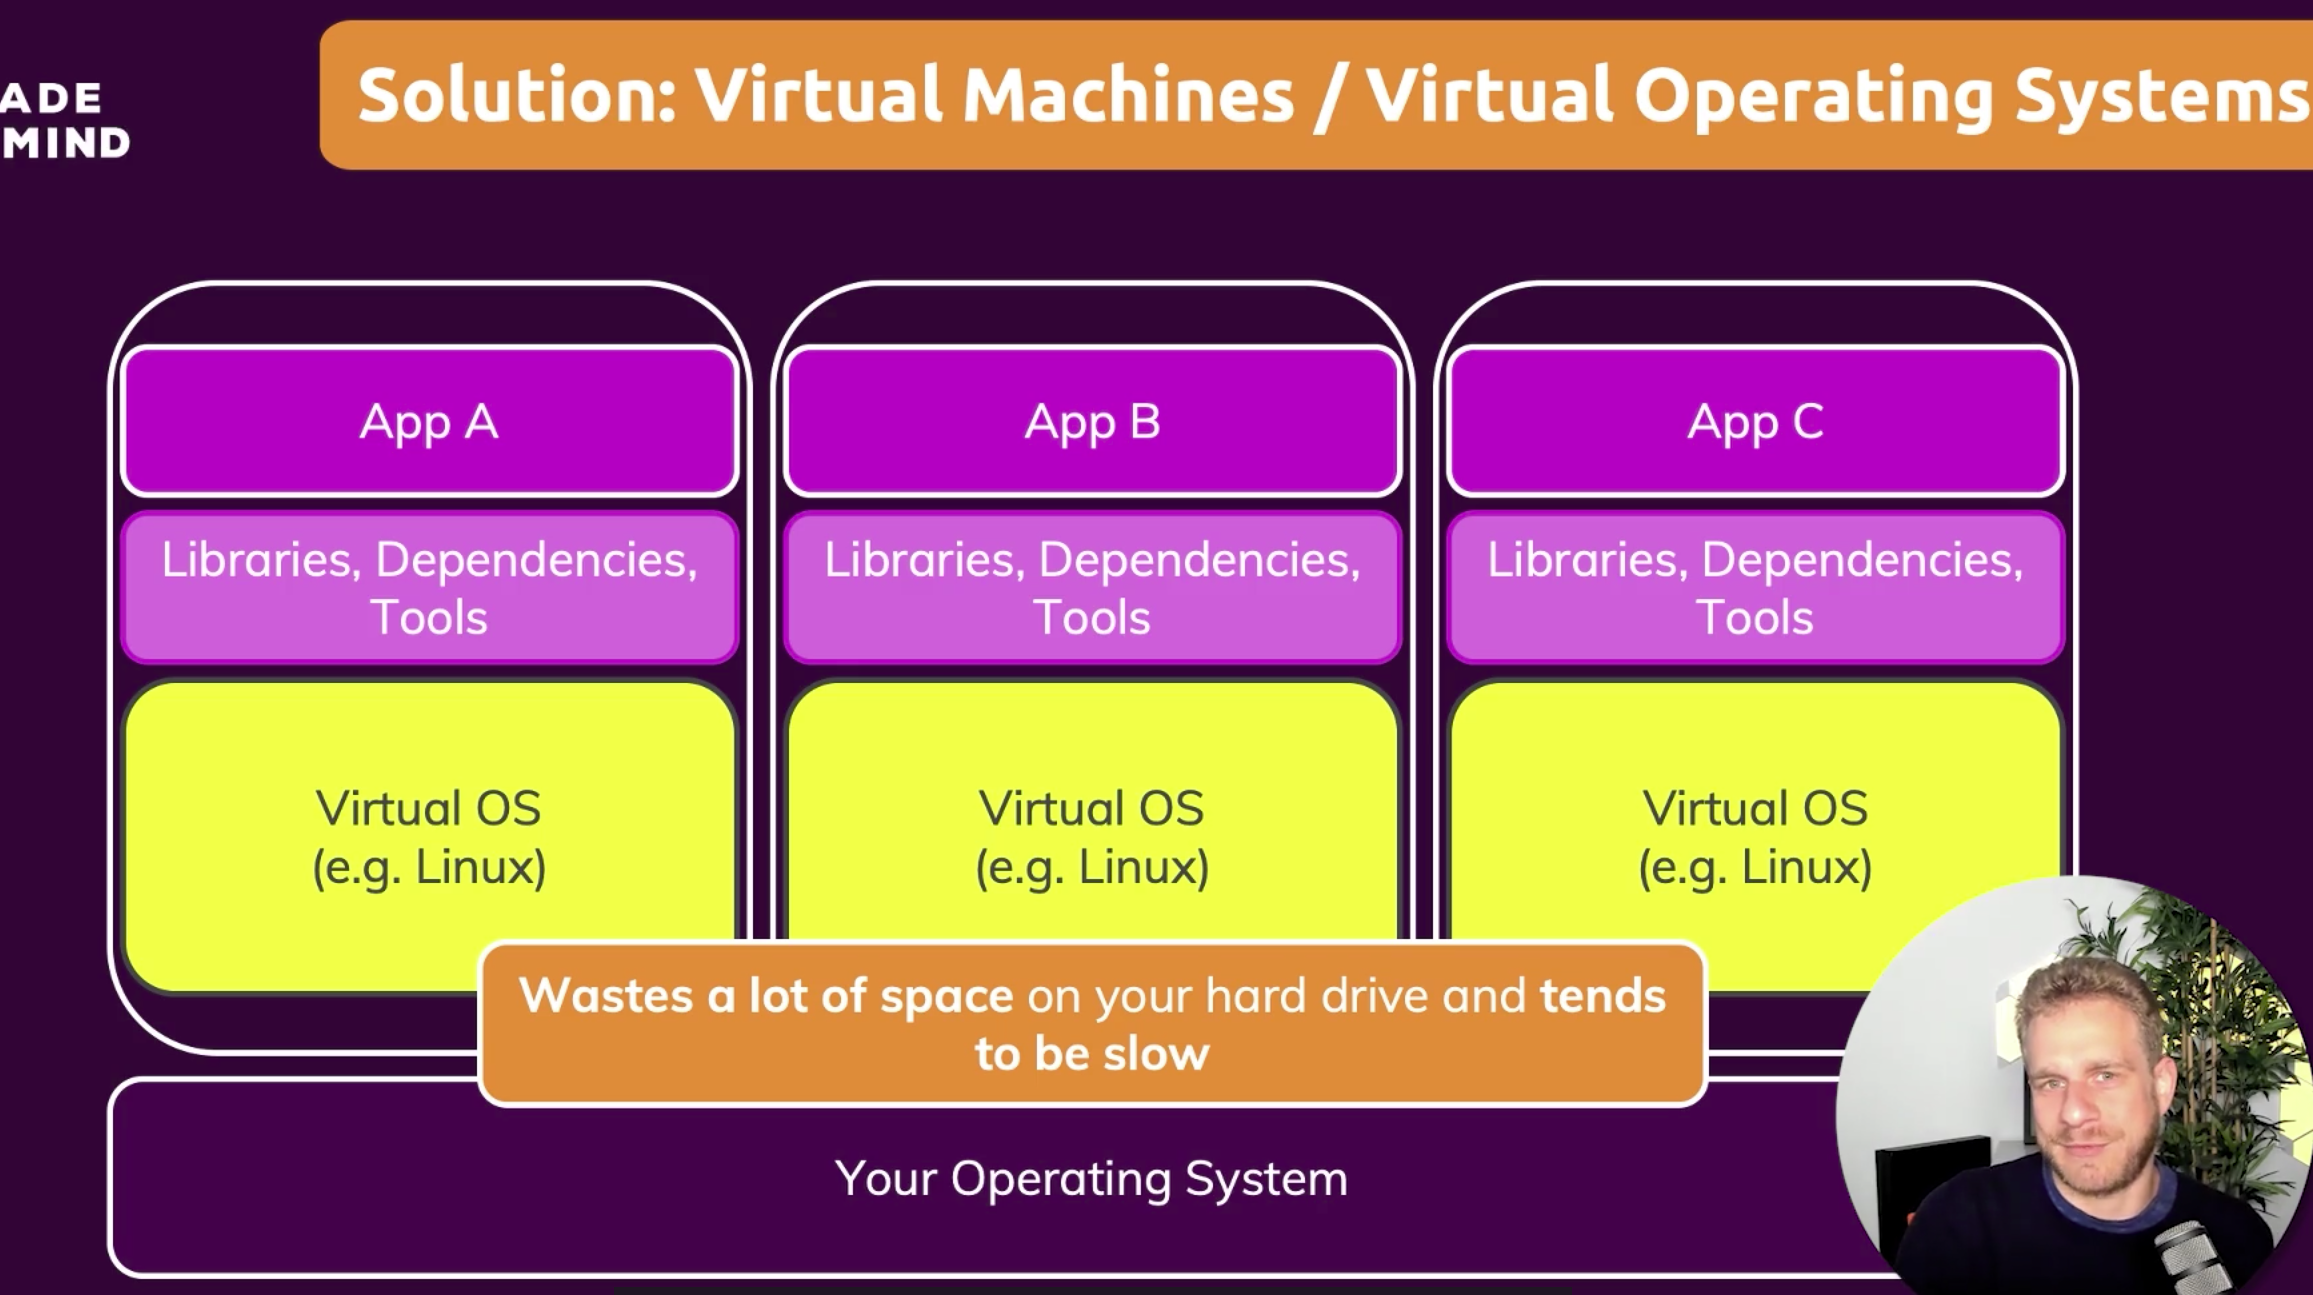 ADE
MIND
Solution: Virtual Machines / Virtual Operating Systems
App A
Libraries, Dependencies,
Tools
Virtual OS
(e.g. Linux)
App B
Libraries, Dependencies,
Tools
Virtual OS
(e.g. Linux)
App C
Libraries, Dependencies,
Tools
Virtual OS
(e.g. Linux)
Wastes a lot of space on your hard drive and tends
to be slow
Your Operating System